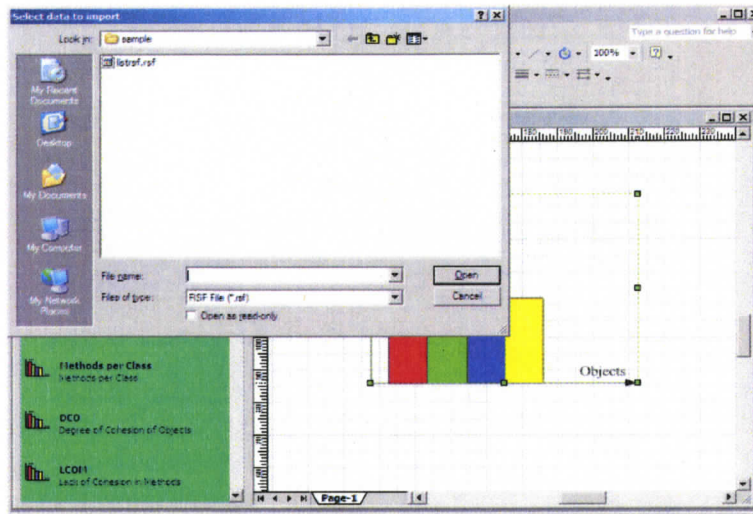 Select data to import
Look in:
sample
Type a question for help
100%
listrsf.rsf
My Recent
Documents
Desktop
My Documents
My Computer
My Network
Places
File name:
Open
Files of type:
RSF File (*.rsf)
Cancel
Open as read-only
Methods per Class
Methods per Class
DCO
Degree of Cohesion of Objects
LCOM
Lack of Cohesion in Methods
Objects
Page-1